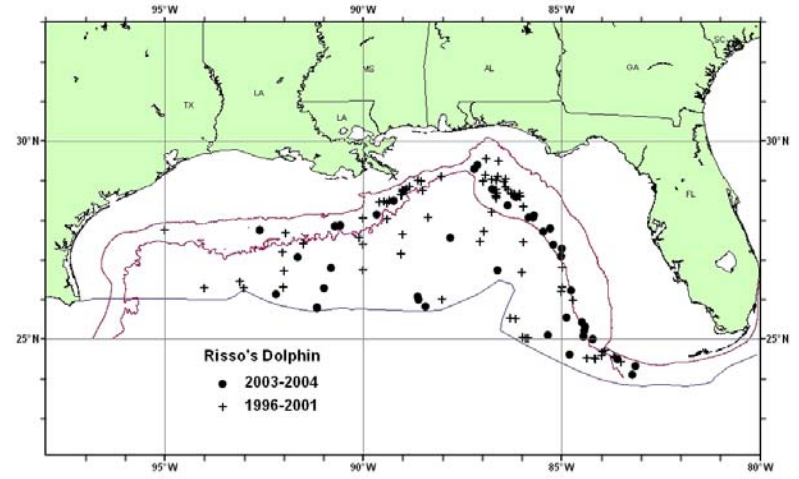 95°W 90°W 85°W
SC
MS AL GA
LA
TX LA
30°N 30°N
FL
25°N 25°N
Risso's Dolphin
2003-2004
+ 1996-2001
95°W 90°W 85°W 80°W